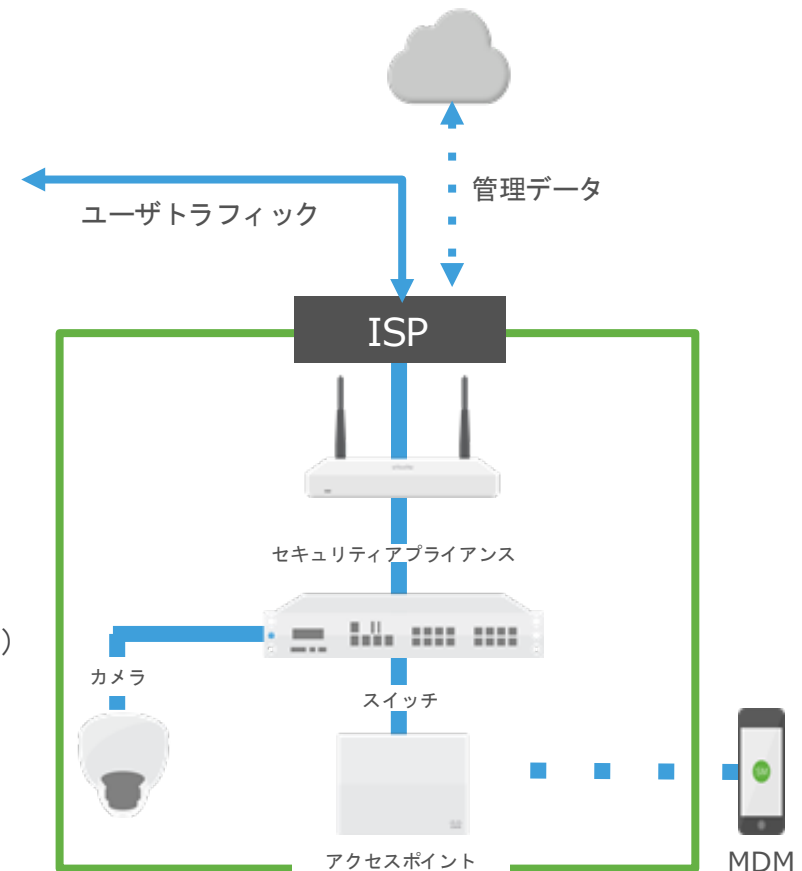 管理データ
ユーザトラフィック
ISP
セキュリティアプライアンス
)
カメラ
スイッチ
SM
アクセスポイント
MDM